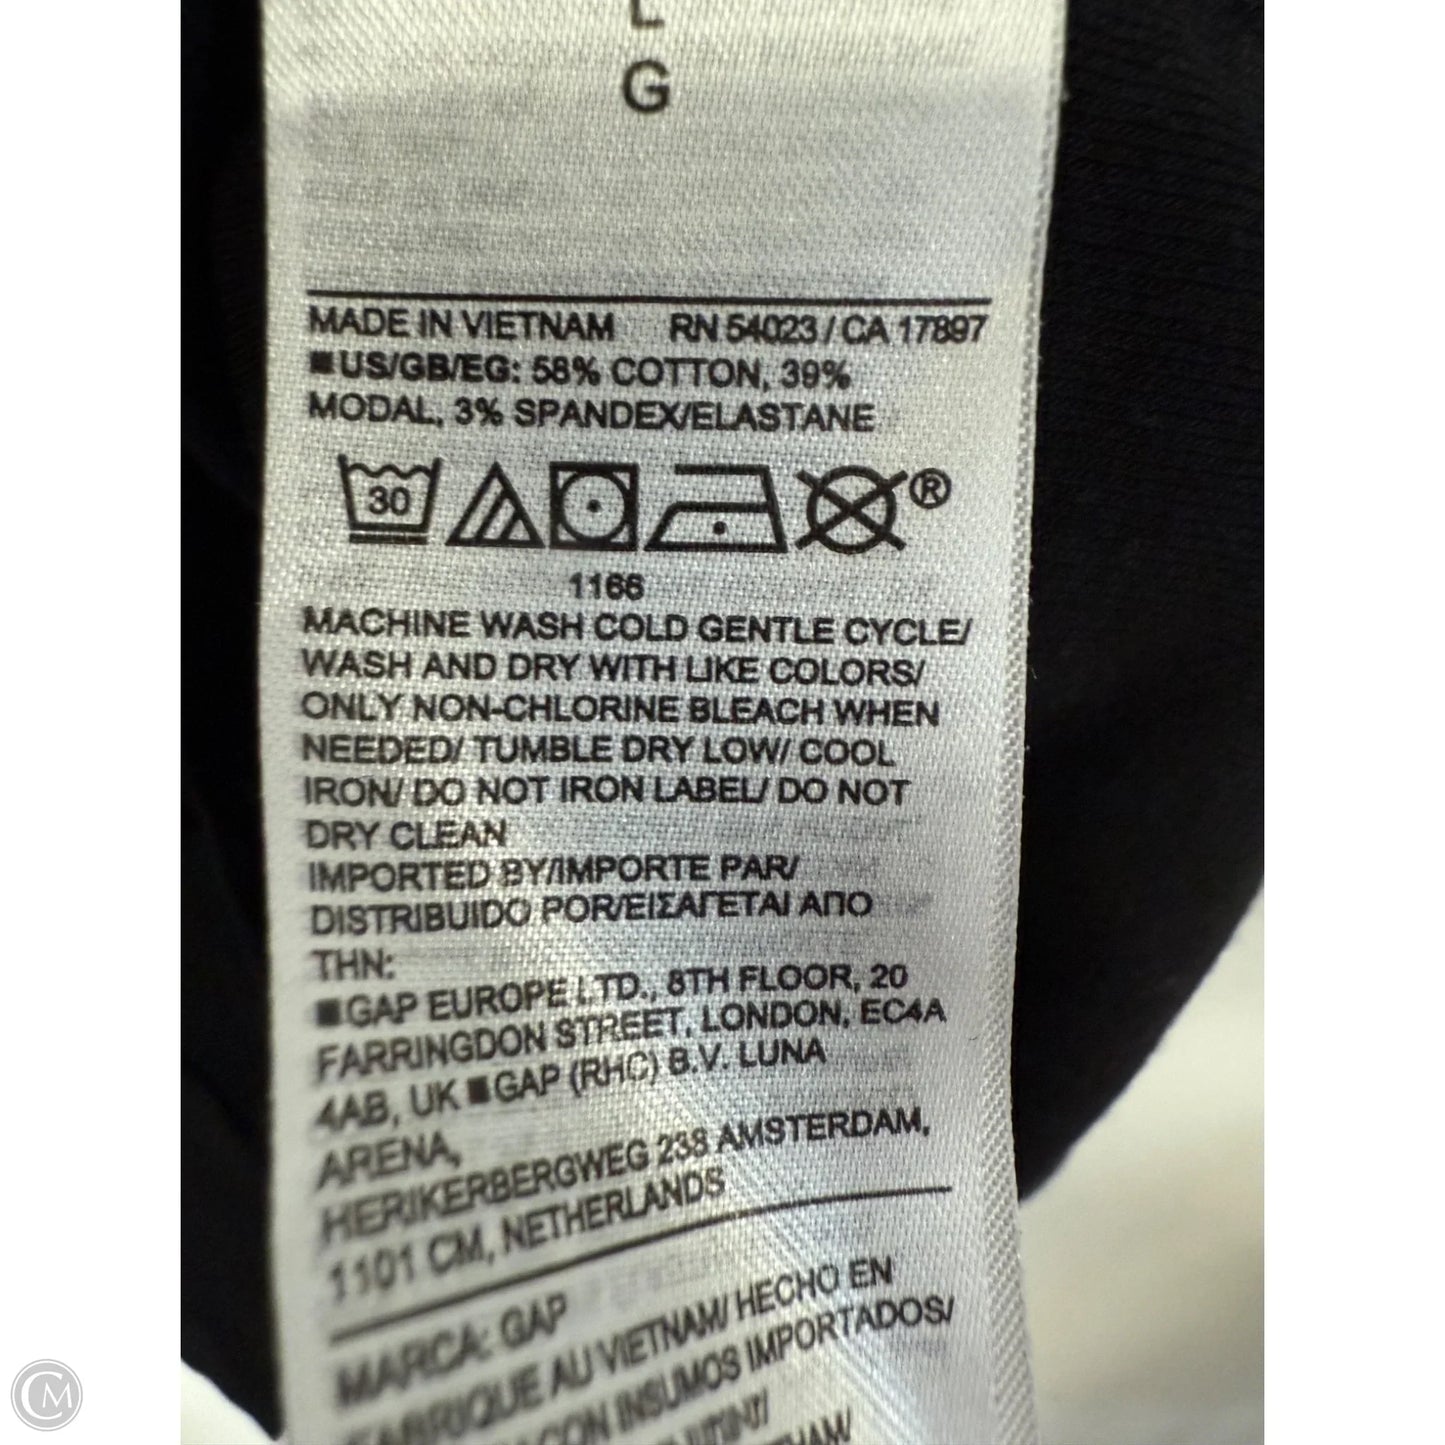 L
G
MADE IN VIETNAM RN 54023 / CA 17897
■US/GB/EG: 58% COTTON, 39%
MODAL, 3% SPANDEX/ELASTANE
30
®
1166
MACHINE WASH COLD GENTLE CYCLE/
WASH AND DRY WITH LIKE COLORS/
ONLY NON-CHLORINE BLEACH WHEN
NEEDED/ TUMBLE DRY LOW/ COOL
IRON/ DO NOT IRON LABEL/ DO NOT
DRY CLEAN
IMPORTED BY/IMPORTE PAR/
DISTRIBUIDO POR/ΕΙΣΑΓΕΤΑΙ ΑΠΟ
ΤΗΝ:
■GAP EUROPE LTD., 8TH FLOOR, 20
FARRINGDON STREET, LONDON, EC4A
4AB, UK ■GAP (RHC) B.V. LUNA
ARENA,
HERIKERBERGWEG 238 AMSTERDAM,
1101 CM, NETHERLANDS
MARCA: GAP
FABRIQUE AU VIETNAM/ HECHO EN
CON INSUMOS IMPORTADOS/
CM